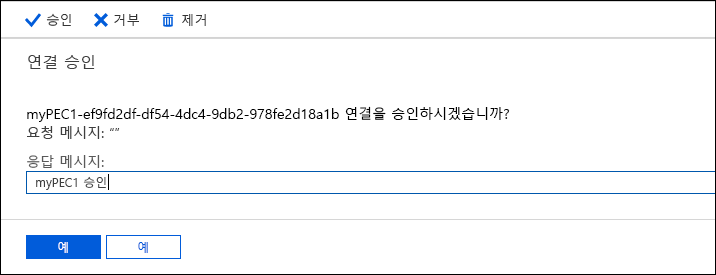 승인 거부 제거
연결 승인
myPEC1-ef9fd2df-df54-4dc4-9db2-978fe2d18a1b 연결을 승인하시겠습니까?
요청 메시지: “”
응답 메시지:
myPEC1 승인
예 예